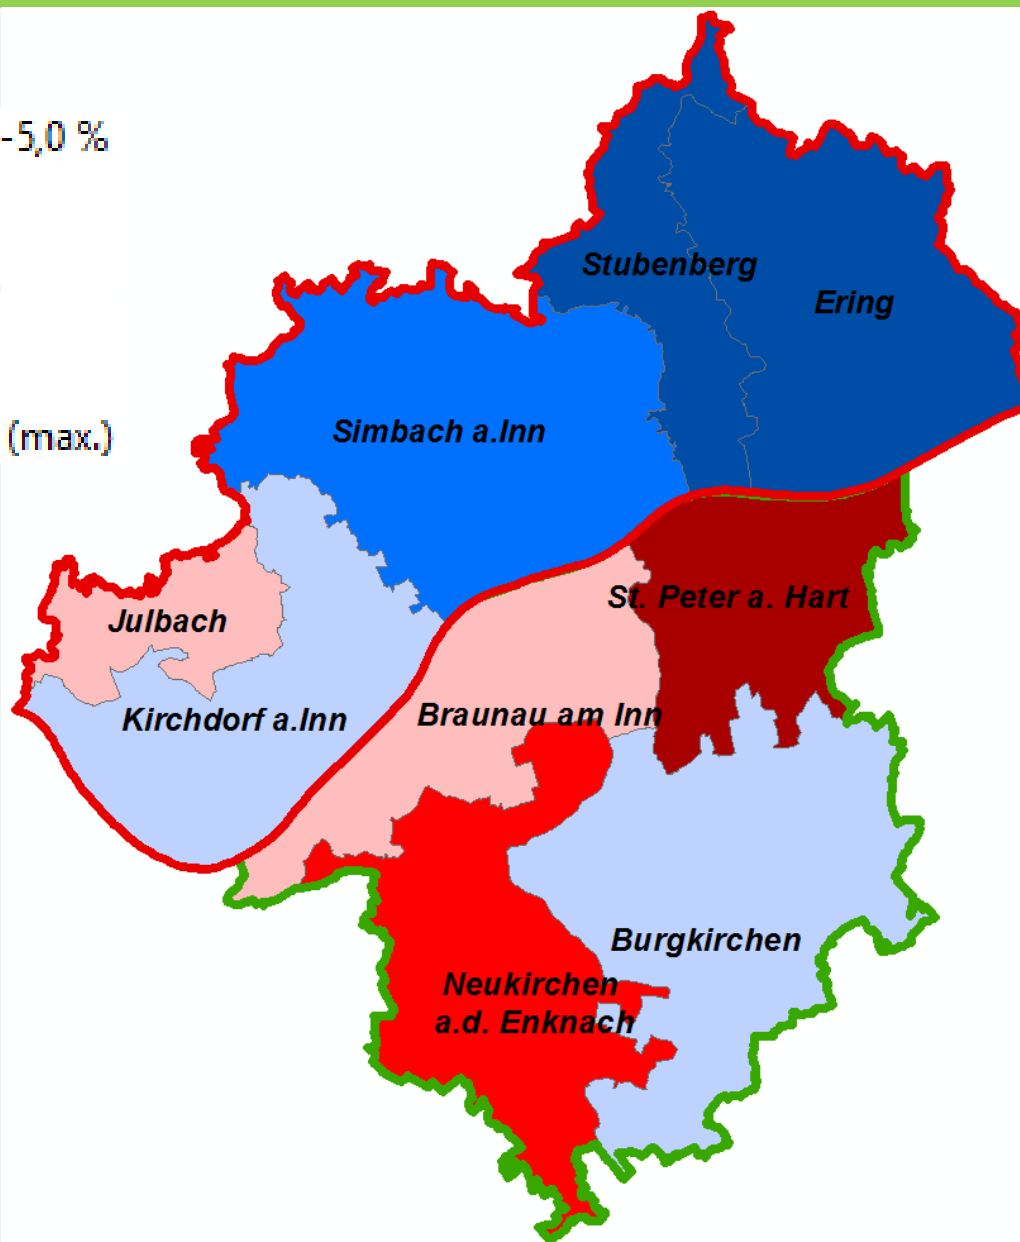 -5,0 %
Stubenberg
Ering
Simbach a.Inn
(max.)
St. Peter a. Hart
Julbach
Kirchdorf a.Inn
Braunau am Inn
Burgkirchen
Neukirchen
a.d. Enknach